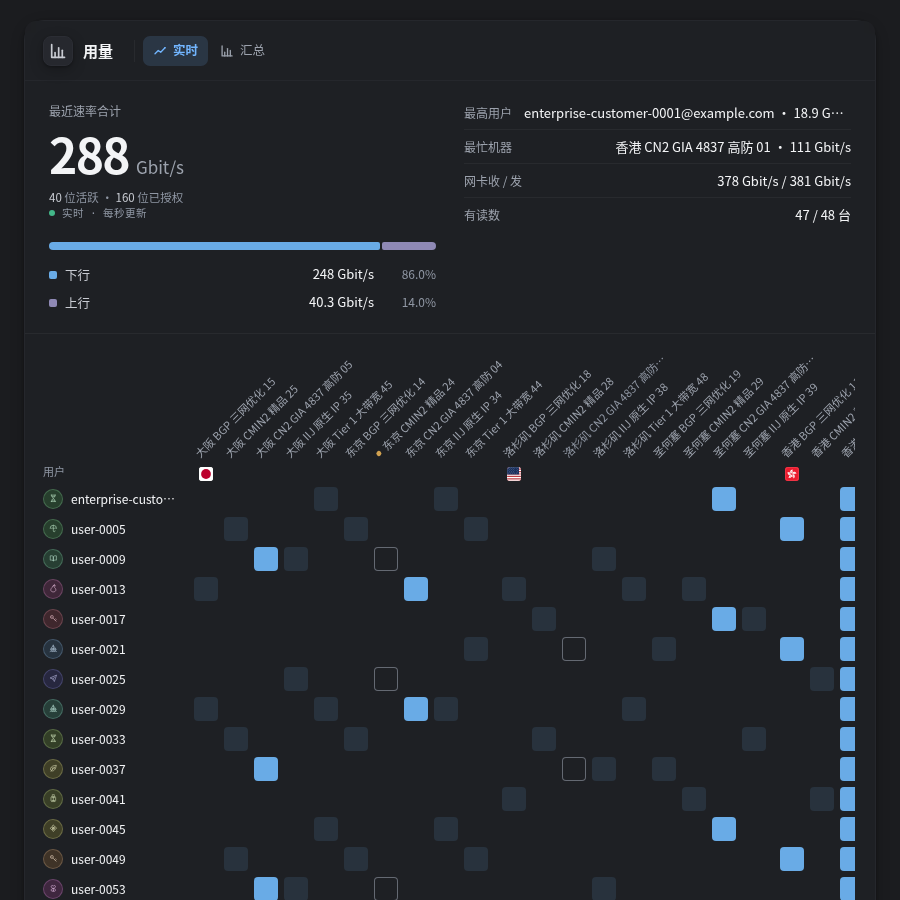 用量
实时
汇总
最近速率合计
288 Gbit/s
40 位活跃 · 160 位已授权
实时 · 每秒更新
下行 248 Gbit/s 86.0%
上行 40.3 Gbit/s 14.0%
最高用户 enterprise-customer-0001@example.com · 18.9 G…
最忙机器 香港 CN2 GIA 4837 高防 01 · 111 Gbit/s
网卡收 / 发 378 Gbit/s / 381 Gbit/s
有读数 47 / 48 台
大阪 BGP 三网优化 15
大阪 CMIN2 精品 25
大阪 CN2 GIA 4837 高防 05
大阪 IIJ 原生 IP 35
大阪 Tier 1 大带宽 45
东京 BGP 三网优化 14
东京 CMIN2 精品 24
东京 CN2 GIA 4837 高防 04
东京 IIJ 原生 IP 34
东京 Tier 1 大带宽 44
洛杉矶 BGP 三网优化 18
洛杉矶 CMIN2 精品 28
洛杉矶 CN2 GIA 4837 高防…
洛杉矶 IIJ 原生 IP 38
洛杉矶 Tier 1 大带宽 48
圣何塞 BGP 三网优化 19
圣何塞 CMIN2 精品 29
圣何塞 CN2 GIA 4837 高防…
圣何塞 IIJ 原生 IP 39
香港 BGP 三网优化
香港 CMIN2
用户
enterprise-custo…
user-0005
user-0009
user-0013
user-0017
user-0021
user-0025
user-0029
user-0033
user-0037
user-0041
user-0045
user-0049
user-0053